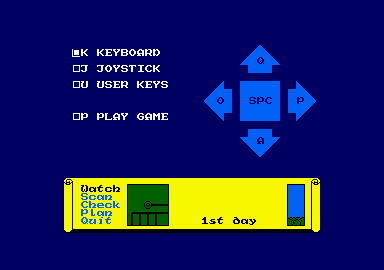 K KEYBOARD
J JOYSTICK
U USER KEYS
P PLAY GAME
Q
O SPC P
A
Watch
Scan
Check
Plan
Quit
1st day